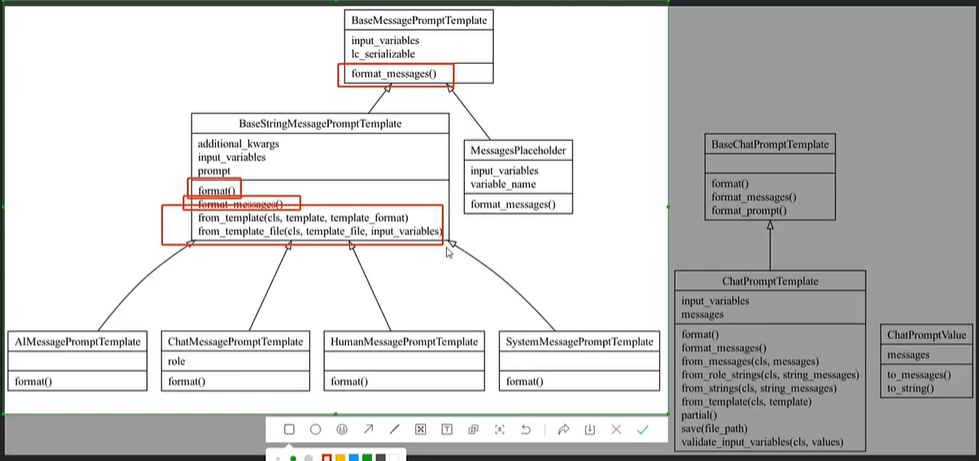 BaseMessagePromptTemplate
input_variables
lc_serializable
format_messages()
BaseStringMessagePromptTemplate
additional_kwargs
input_variables
prompt
format()
format_messages()
from_template(cls, template, template_format)
from_template_file(cls, template_file, input_variables)
MessagesPlaceholder
input_variables
variable_name
format_messages()
AIMessagePromptTemplate
format()
ChatMessagePromptTemplate
role
format()
HumanMessagePromptTemplate
format()
SystemMessagePromptTemplate
format()
BaseChatPromptTemplate
format()
format_messages()
format_prompt()
ChatPromptTemplate
input_variables
messages
format()
format_messages()
from_messages(cls, messages)
from_role_strings(cls, string_messages)
from_strings(cls, string_messages)
from_template(cls, template)
partial()
save(file_path)
validate_input_variables(cls, values)
ChatPromptValue
messages
to_messages()
to_string()